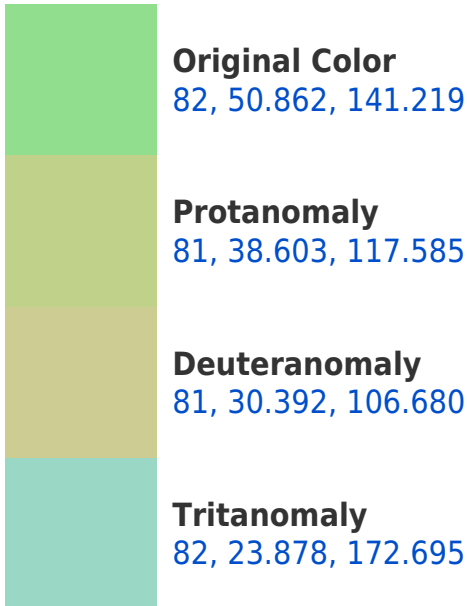 Original Color
82, 50.862, 141.219
Protanomaly
81, 38.603, 117.585
Deuteranomaly
81, 30.392, 106.680
Tritanomaly
82, 23.878, 172.695